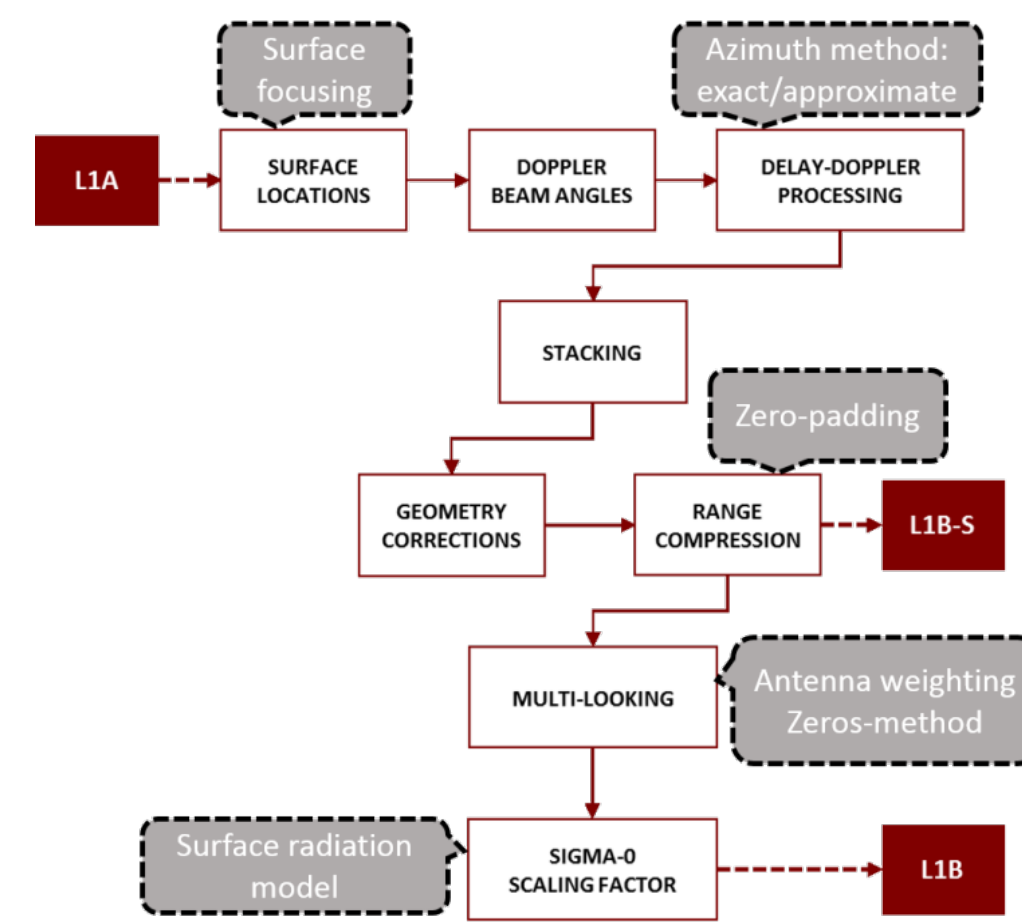 Surface
focusing
Azimuth method:
exact/approximate
L1A
SURFACE
LOCATIONS
DOPPLER
BEAM ANGLES
DELAY-DOPPLER
PROCESSING
STACKING
Zero-padding
GEOMETRY
CORRECTIONS
RANGE
COMPRESSION
L1B-S
MULTI-LOOKING
Antenna weighting
Zeros-method
Surface radiation
model
SIGMA-0
SCALING FACTOR
L1B